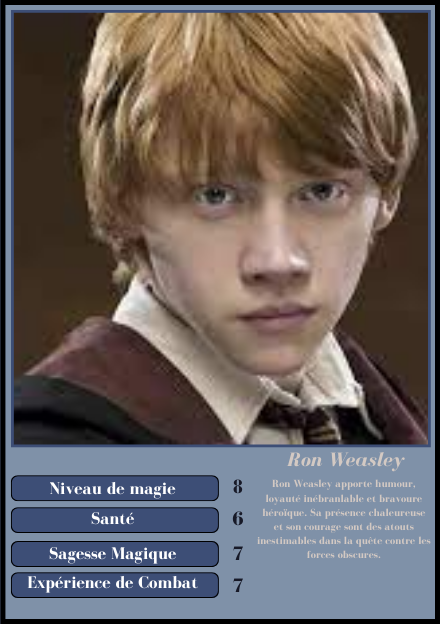 Ron Weasley
Niveau de magie 8
Santé 6
Sagesse Magique 7
Expérience de Combat 7
Ron Weasley apporte humour,
loyauté inébranlable et bravoure
héroïque. Sa présence chaleureuse
et son courage sont des atouts
inestimables dans la quête contre les
forces obscures.